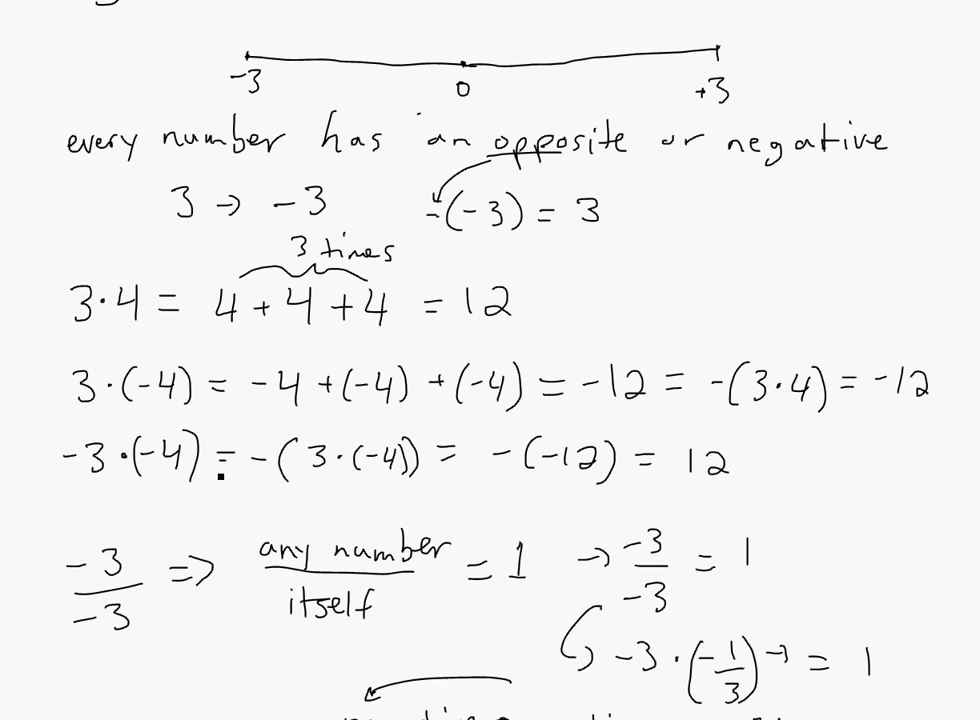 -3 0 +3
every number has an opposite or negative
3 → -3 -(-3) = 3
3 times
3·4 = 4 + 4 + 4 = 12
3·(-4) = -4 + (-4) + (-4) = -12 = -(3·4) = -12
-3·(-4) = -(3·(-4)) = -(-12) = 12
-3/-3 ⇒ any number/itself = 1 → -3/-3 = 1
-3·(-1/3) → = 1